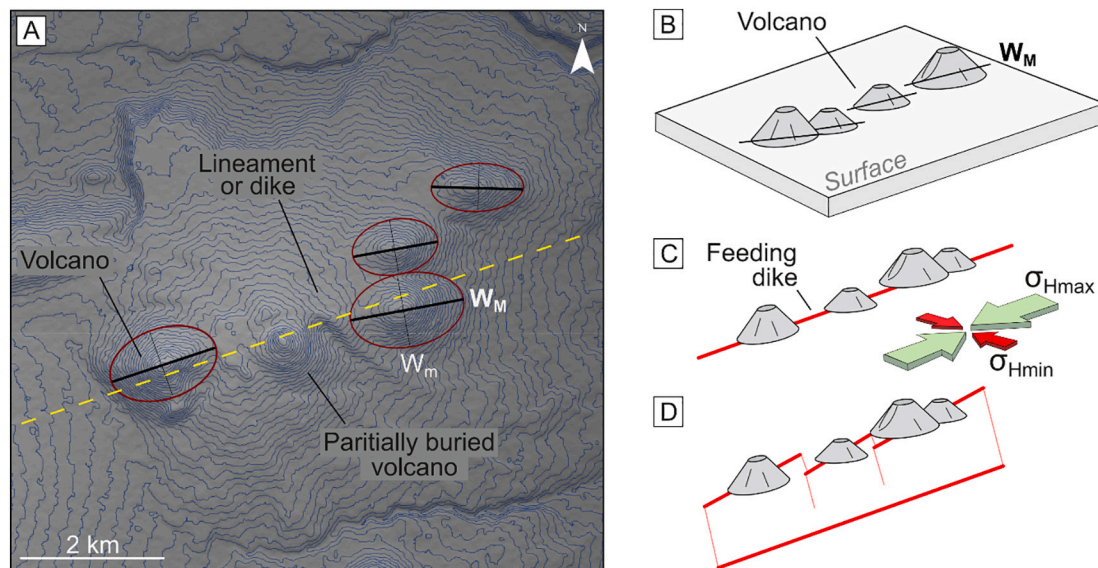 A
N
Lineament
or dike
Volcano
W_M
W_m
Paritially buried
volcano
2 km
B
Volcano
W_M
Surface
C
Feeding
dike
σ_Hmax
σ_Hmin
D